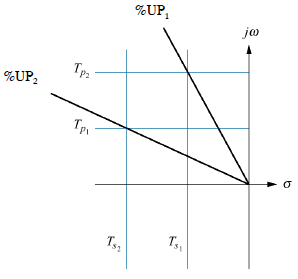 %UP₁
jω
Tₚ₂
%UP₂
Tₚ₁
σ
Tₛ₂
Tₛ₁